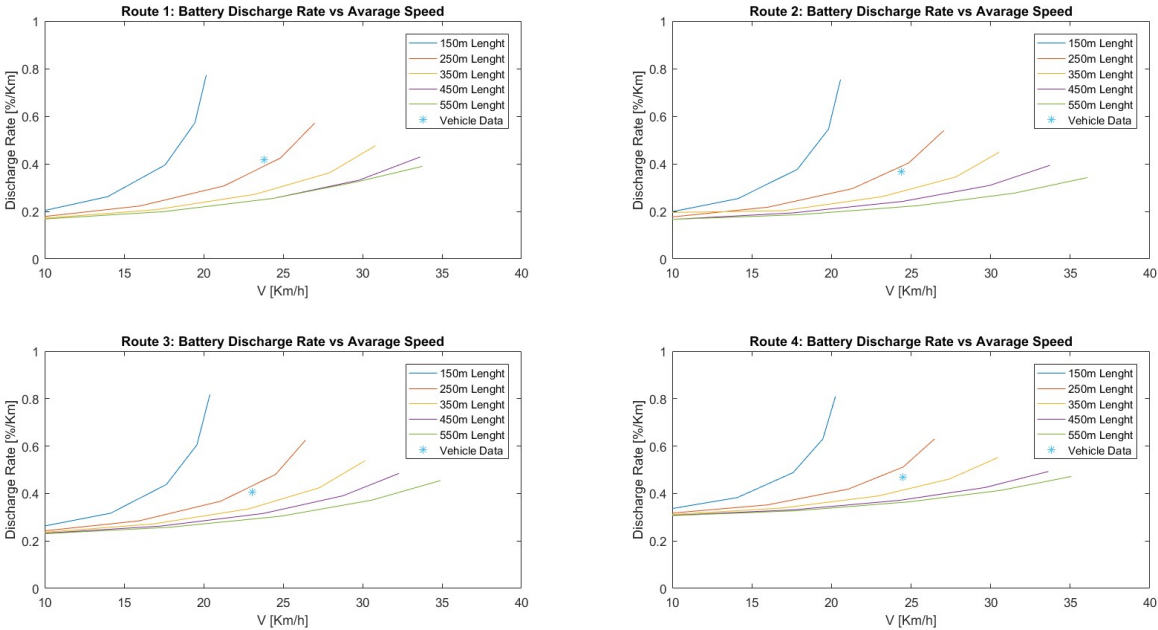 Route 1: Battery Discharge Rate vs Avarage Speed
Discharge Rate [%/Km]
1
0.8
0.6
0.4
0.2
0
150m Lenght
250m Lenght
350m Lenght
450m Lenght
550m Lenght
Vehicle Data
10 15 20 25 30 35 40
V [Km/h]
Route 2: Battery Discharge Rate vs Avarage Speed
Discharge Rate [%/Km]
1
0.8
0.6
0.4
0.2
0
150m Lenght
250m Lenght
350m Lenght
450m Lenght
550m Lenght
Vehicle Data
10 15 20 25 30 35 40
V [Km/h]
Route 3: Battery Discharge Rate vs Avarage Speed
Discharge Rate [%/Km]
1
0.8
0.6
0.4
0.2
0
150m Lenght
250m Lenght
350m Lenght
450m Lenght
550m Lenght
Vehicle Data
10 15 20 25 30 35 40
V [Km/h]
Route 4: Battery Discharge Rate vs Avarage Speed
Discharge Rate [%/Km]
1
0.8
0.6
0.4
0.2
0
150m Lenght
250m Lenght
350m Lenght
450m Lenght
550m Lenght
Vehicle Data
10 15 20 25 30 35 40
V [Km/h]